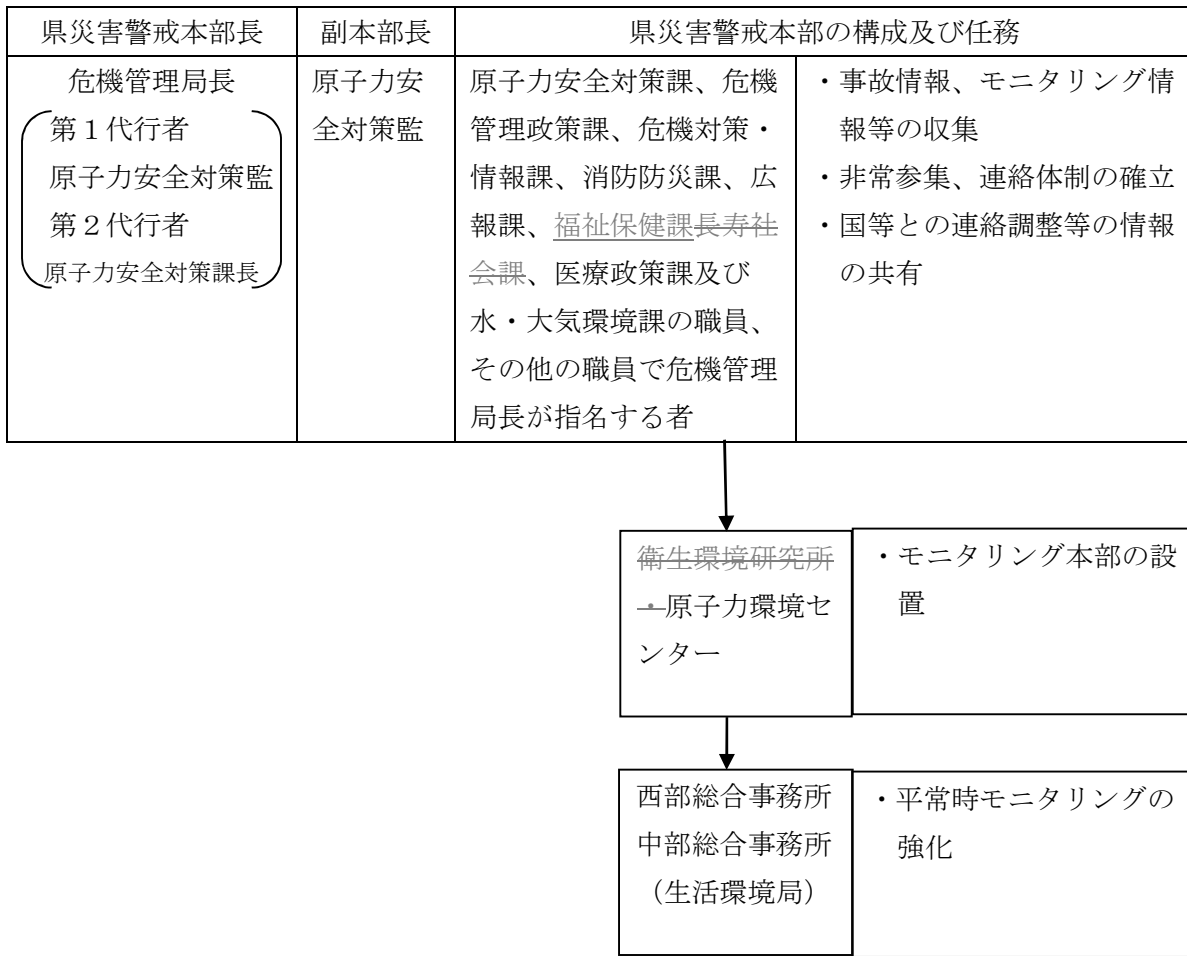 県災害警戒本部長
副本部長
県災害警戒本部の構成及び任務
危機管理局長
第１代行者
原子力安全対策監
第２代行者
原子力安全対策課長
原子力安
全対策監
原子力安全対策課、危機
管理政策課、危機対策・
情報課、消防防災課、広
報課、福祉保健課長寿社
会課、医療政策課及び
水・大気環境課の職員、
その他の職員で危機管理
局長が指名する者
・事故情報、モニタリング情
報等の収集
・非常参集、連絡体制の確立
・国等との連絡調整等の情報
の共有
衛生環境研究所
・原子力環境セ
ンター
・モニタリング本部の設
置
西部総合事務所
中部総合事務所
（生活環境局）
・平常時モニタリングの
強化